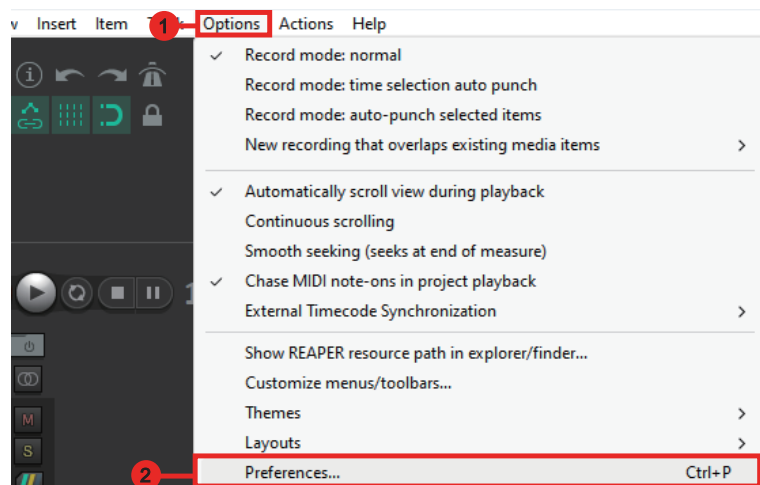 Insert Item Options Actions Help
1
Record mode: normal
Record mode: time selection auto punch
Record mode: auto-punch selected items
New recording that overlaps existing media items
Automatically scroll view during playback
Continuous scrolling
Smooth seeking (seeks at end of measure)
Chase MIDI note-ons in project playback
External Timecode Synchronization
Show REAPER resource path in explorer/finder...
Customize menus/toolbars...
Themes
M
Layouts
S
2
Preferences... Ctrl+P